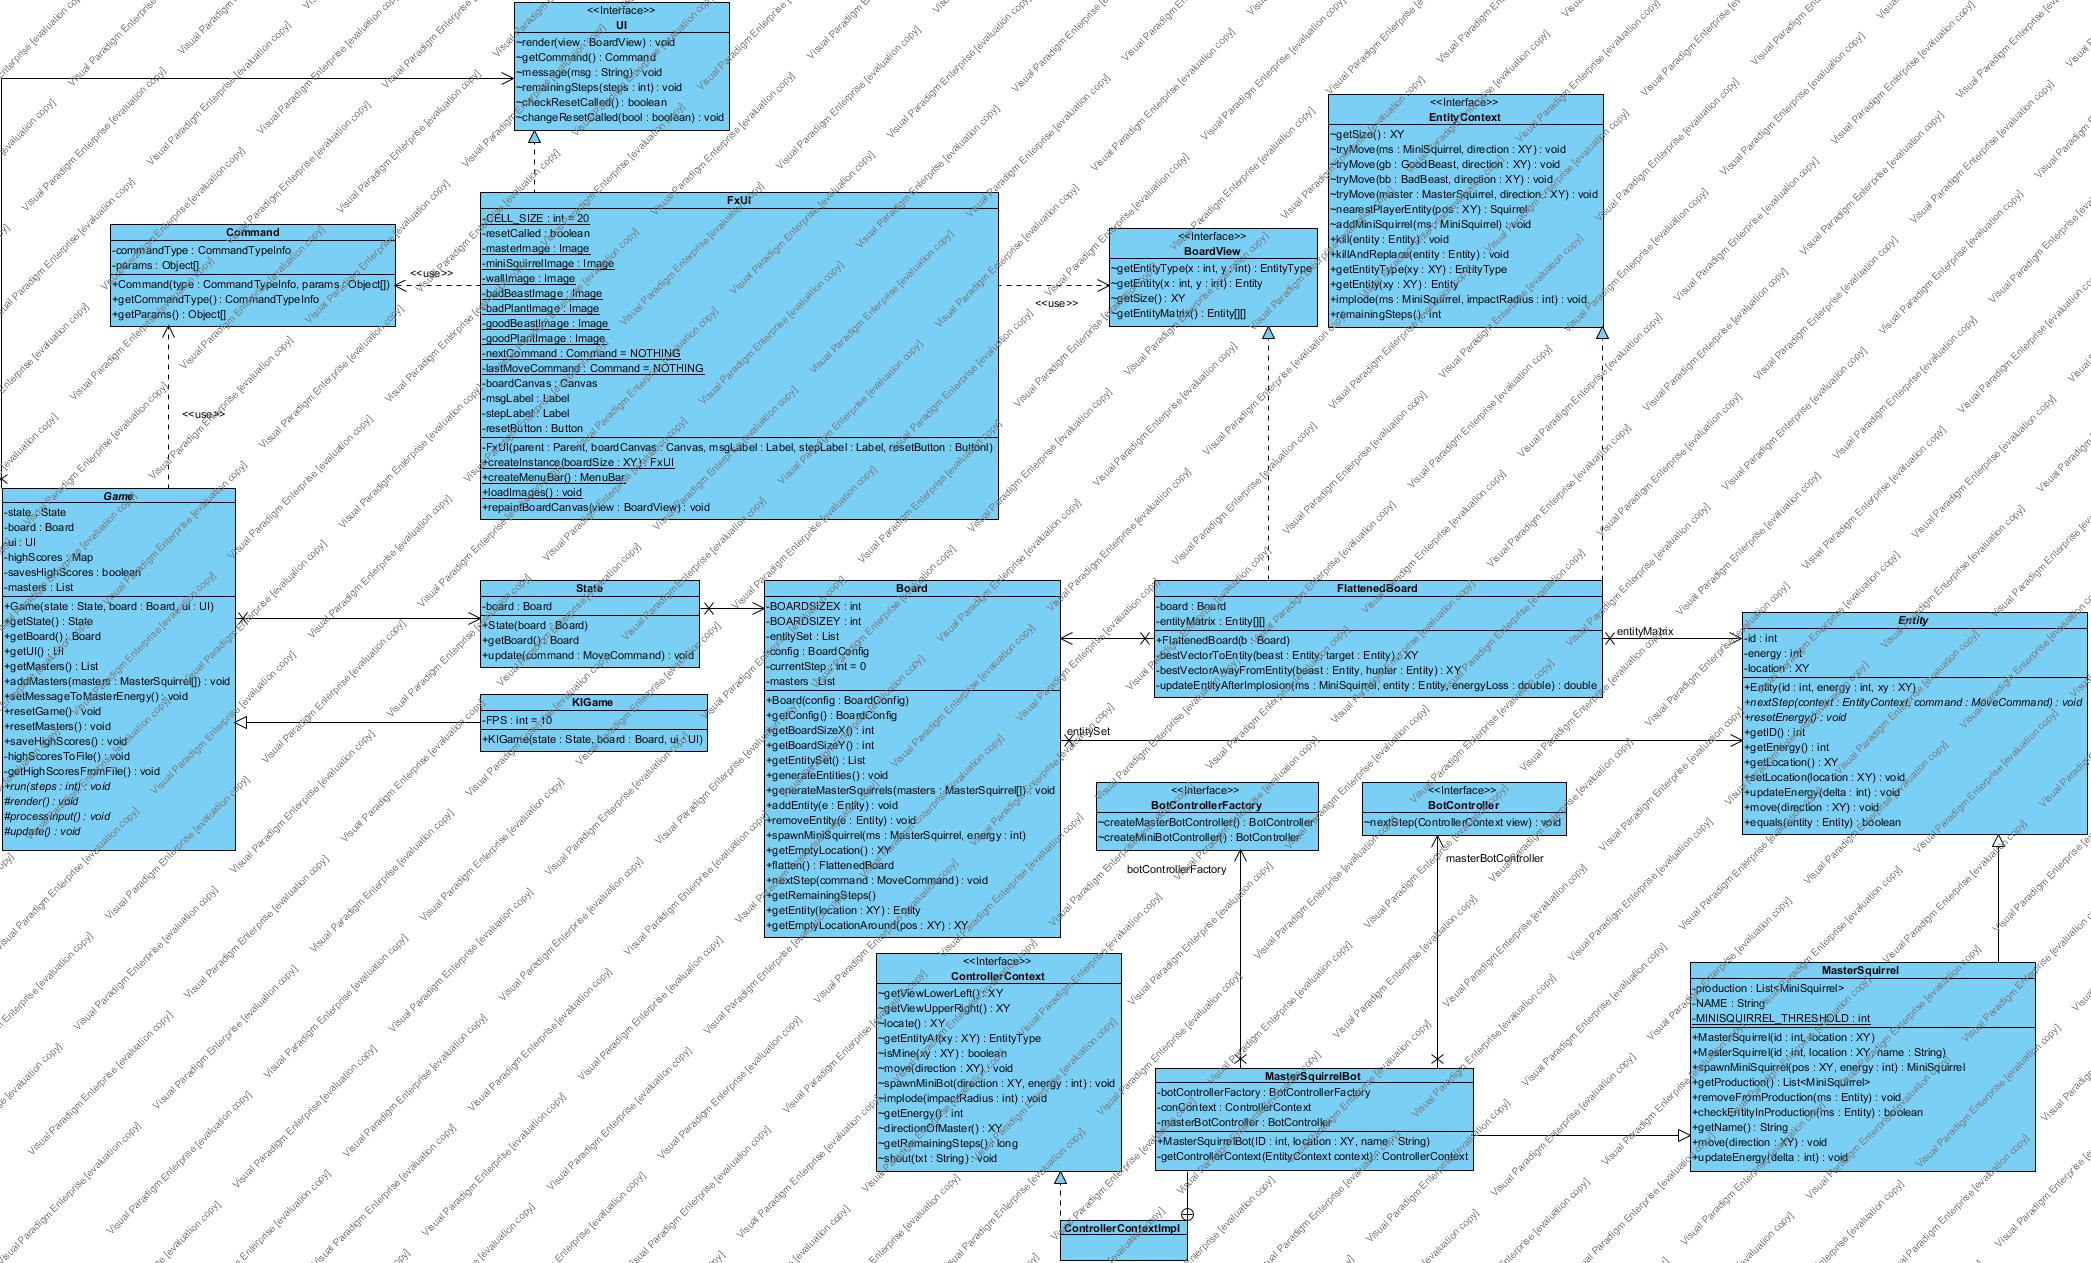 <<Interface>>
UI
~render(view : BoardView) : void
~getCommand() : Command
~message(msg : String) : void
~remainingSteps(steps : int) : void
~checkResetCalled() : boolean
~changeResetCalled(bool : boolean) : void
<<Interface>>
EntityContext
~getSize() : XY
~tryMove(ms : MiniSquirrel, direction : XY) : void
~tryMove(gb : GoodBeast, direction : XY) : void
~tryMove(bb : BadBeast, direction : XY) : void
~tryMove(master : MasterSquirrel, direction : XY) : void
~nearestPlayerEntity(pos : XY) : Squirrel
~addMiniSquirrel(ms : MiniSquirrel) : void
+kill(entity : Entity) : void
+killAndReplace(entity : Entity) : void
+getEntityType(xy : XY) : EntityType
+getEntity(xy : XY) : Entity
+implode(ms : MiniSquirrel, impactRadius : int) : void
+remainingSteps() : int
FxUI
-CELL_SIZE : int = 20
-resetCalled : boolean
-masterImage : Image
-miniSquirrelImage : Image
-wallImage : Image
-badBeastImage : Image
-badPlantImage : Image
-goodBeastImage : Image
-goodPlantImage : Image
-nextCommand : Command = NOTHING
-lastMoveCommand : Command = NOTHING
-boardCanvas : Canvas
-msgLabel : Label
-stepLabel : Label
-resetButton : Button
-FxUI(parent : Parent, boardCanvas : Canvas, msgLabel : Label, stepLabel : Label, resetButton : Buttonl)
+createInstance(boardSize : XY) : FxUI
+createMenuBar() : MenuBar
+loadImages() : void
+repaintBoardCanvas(view : BoardView) : void
Command
-commandType : CommandTypeInfo
-params : Object[]
+Command(type : CommandTypeInfo, params : Object[])
+getCommandType() : CommandTypeInfo
+getParams() : Object[]
<<use>>
<<use>>
<<use>>
<<Interface>>
BoardView
~getEntityType(x : int, y : int) : EntityType
~getEntity(x : int, y : int) : Entity
~getSize() : XY
~getEntityMatrix() : Entity[][]
Game
-state : State
-board : Board
-ui : UI
-highScores : Map
-savesHighScores : boolean
-masters : List
+Game(state : State, board : Board, ui : UI)
+getState() : State
+getBoard() : Board
+getUI() : UI
+getMasters() : List
+addMasters(masters : MasterSquirrel[]) : void
+setMessageToMasterEnergy() : void
+resetGame() : void
+resetMasters() : void
+saveHighScores() : void
-highScoresToFile() : void
-getHighScoresFromFile() : void
+run(steps : int) : void
#render() : void
#processInput() : void
#update() : void
State
-board : Board
+State(board : Board)
+getBoard() : Board
+update(command : MoveCommand) : void
KIGame
-FPS : int = 10
+KIGame(state : State, board : Board, ui : UI)
Board
-BOARDSIZEX : int
-BOARDSIZEY : int
-entitySet : List
-config : BoardConfig
-currentStep : int = 0
-masters : List
+Board(config : BoardConfig)
+getConfig() : BoardConfig
+getBoardSizeX() : int
+getBoardSizeY() : int
+getEntitySet() : List
+generateEntities() : void
+generateMasterSquirrels(masters : MasterSquirrel[]) : void
+addEntity(e : Entity) : void
+removeEntity(e : Entity) : void
+spawnMiniSquirrel(ms : MasterSquirrel, energy : int)
+getEmptyLocation() : XY
+flatten() : FlattenedBoard
+nextStep(command : MoveCommand) : void
+getRemainingSteps()
+getEntity(location : XY) : Entity
+getEmptyLocationAround(pos : XY) : XY
FlattenedBoard
-board : Board
-entityMatrix : Entity[][]
+FlattenedBoard(b : Board)
-bestVectorToEntity(beast : Entity, target : Entity) : XY
-bestVectorAwayFromEntity(beast : Entity, hunter : Entity) : XY
-updateEntityAfterImplosion(ms : MiniSquirrel, entity : Entity, energyLoss : double) : double
entityMatrix
entitySet
Entity
-id : int
-energy : int
-location : XY
+Entity(id : int, energy : int, xy : XY)
+nextStep(context : EntityContext, command : MoveCommand) : void
+resetEnergy() : void
+getID() : int
+getEnergy() : int
+getLocation() : XY
+setLocation(location : XY) : void
+updateEnergy(delta : int) : void
+move(direction : XY) : void
+equals(entity : Entity) : boolean
<<Interface>>
BotControllerFactory
~createMasterBotController() : BotController
~createMiniBotController() : BotController
<<Interface>>
BotController
~nextStep(ControllerContext view) : void
botControllerFactory
masterBotController
<<Interface>>
ControllerContext
~getViewLowerLeft() : XY
~getViewUpperRight() : XY
~locate() : XY
~getEntityAt(xy : XY) : EntityType
~isMine(xy : XY) : boolean
~move(direction : XY) : void
~spawnMiniBot(direction : XY, energy : int) : void
~implode(impactRadius : int) : void
~getEnergy() : int
~directionOfMaster() : XY
~getRemainingSteps() : long
~shout(txt : String) : void
MasterSquirrelBot
-botControllerFactory : BotControllerFactory
-conContext : ControllerContext
-masterBotController : BotController
+MasterSquirrelBot(ID : int, location : XY, name : String)
-getControllerContext(EntityContext context) : ControllerContext
MasterSquirrel
-production : List<MiniSquirrel>
-NAME : String
-MINISQUIRREL_THRESHOLD : int
+MasterSquirrel(id : int, location : XY)
+MasterSquirrel(id : int, location : XY, name : String)
+spawnMiniSquirrel(pos : XY, energy : int) : MiniSquirrel
+getProduction() : List<MiniSquirrel>
+removeFromProduction(ms : Entity) : void
+checkEntityInProduction(ms : Entity) : boolean
+getName() : String
+move(direction : XY) : void
+updateEnergy(delta : int) : void
ControllerContextImpl
Visual Paradigm Enterprise [evaluation copy]